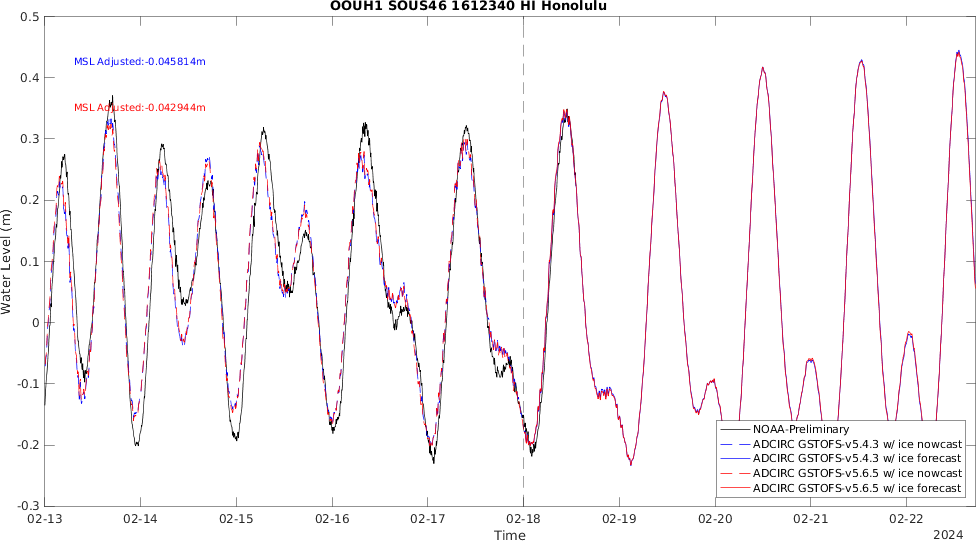 OOUH1 SOUS46 1612340 HI Honolulu
0.5
MSL Adjusted:-0.045814m
0.4
MSL Adjusted:-0.042944m
0.3
0.2
0.1
0
-0.1
-0.2
-0.3
Water Level (m)
NOAA-Preliminary
ADCIRC GSTOFS-v5.4.3 w/ ice nowcast
ADCIRC GSTOFS-v5.4.3 w/ ice forecast
ADCIRC GSTOFS-v5.6.5 w/ ice nowcast
ADCIRC GSTOFS-v5.6.5 w/ ice forecast
02-13 02-14 02-15 02-16 02-17 02-18 02-19 02-20 02-21 02-22
Time
2024